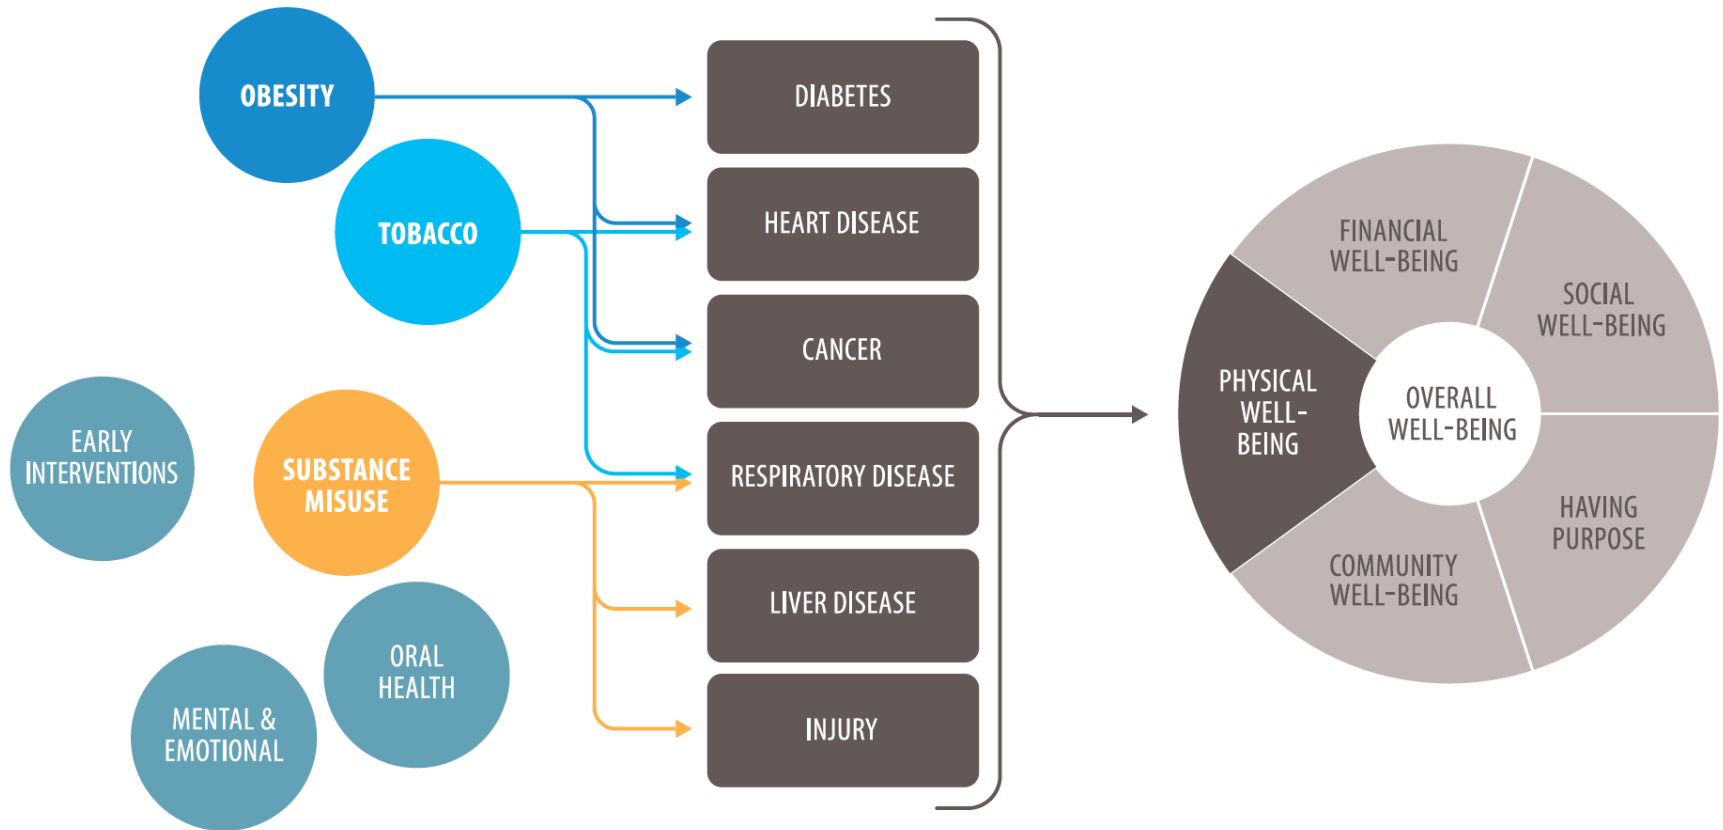 OBESITY
TOBACCO
EARLY
INTERVENTIONS
SUBSTANCE
MISUSE
ORAL
HEALTH
MENTAL &
EMOTIONAL
DIABETES
HEART DISEASE
CANCER
RESPIRATORY DISEASE
LIVER DISEASE
INJURY
FINANCIAL
WELL-BEING
SOCIAL
WELL-BEING
PHYSICAL
WELL-
BEING
OVERALL
WELL-BEING
HAVING
PURPOSE
COMMUNITY
WELL-BEING